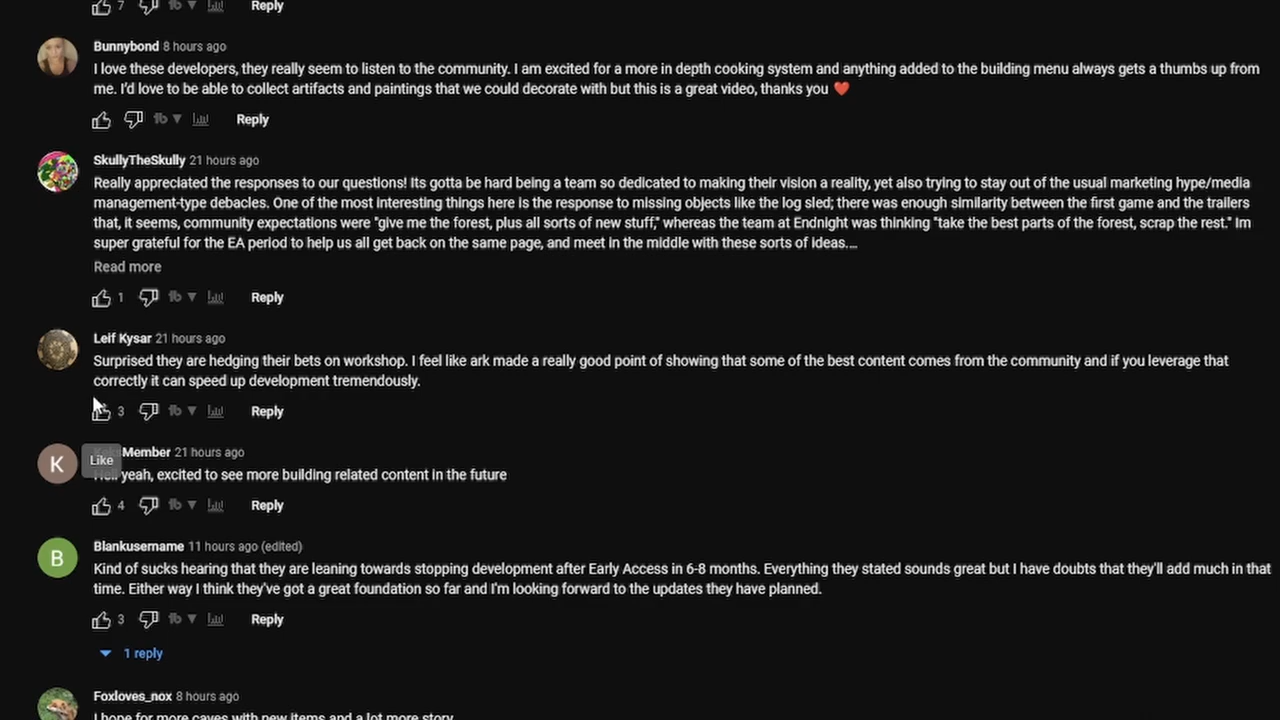 7 Reply
Bunnybond 8 hours ago
I love these developers, they really seem to listen to the community. I am excited for a more in depth cooking system and anything added to the building menu always gets a thumbs up from
me. I'd love to be able to collect artifacts and paintings that we could decorate with but this is a great video, thanks you ❤️
Reply
SkullyTheSkully 21 hours ago
Really appreciated the responses to our questions! Its gotta be hard being a team so dedicated to making their vision a reality, yet also trying to stay out of the usual marketing hype/media
management-type debacles. One of the most interesting things here is the response to missing objects like the log sled; there was enough similarity between the first game and the trailers
that, it seems, community expectations were "give me the forest, plus all sorts of new stuff," whereas the team at Endnight was thinking "take the best parts of the forest, scrap the rest." Im
super grateful for the EA period to help us all get back on the same page, and meet in the middle with these sorts of ideas....
Read more
1 Reply
Leif Kysar 21 hours ago
Surprised they are hedging their bets on workshop. I feel like ark made a really good point of showing that some of the best content comes from the community and if you leverage that
correctly it can speed up development tremendously.
3 Reply
Member 21 hours ago
Like
K
yeah, excited to see more building related content in the future
4 Reply
Blankusername 11 hours ago (edited)
B
Kind of sucks hearing that they are leaning towards stopping development after Early Access in 6-8 months. Everything they stated sounds great but I have doubts that they'll add much in that
time. Either way I think they've got a great foundation so far and I'm looking forward to the updates they have planned.
3 Reply
1 reply
Foxloves_nox 8 hours ago
I hope for more caves with new items and a lot more story